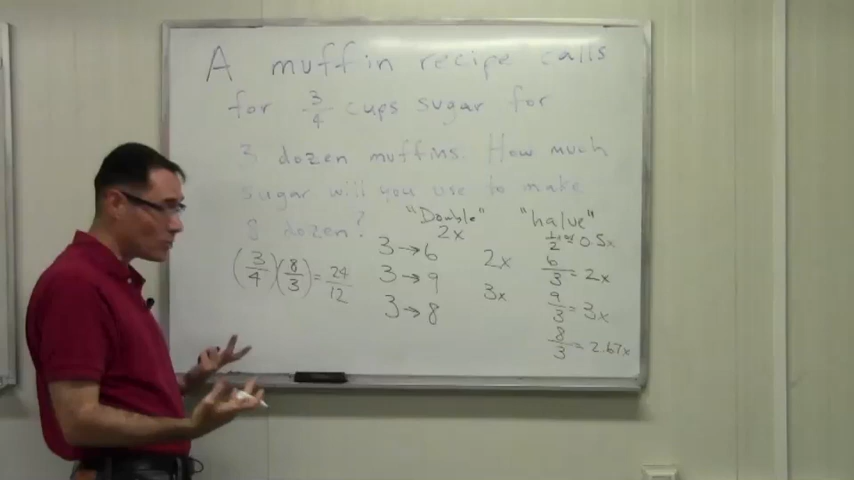 A muffin recipe calls
for 3/4 cups sugar for
3 dozen muffins. How much
sugar will you use to make
8 dozen?
(3/4)(8/3) = 24/12
"Double"
2x
3→6 2x
3→9 3x
3→8
"halve"
1/2 = 0.5x
6/3 = 2x
9/3 = 3x
8/3 = 2.67x